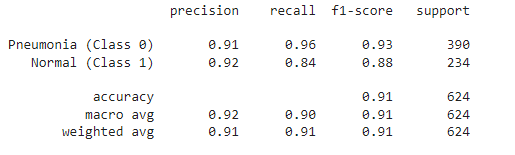 precision recall f1-score support
Pneumonia (Class 0) 0.91 0.96 0.93 390
Normal (Class 1) 0.92 0.84 0.88 234
accuracy 0.91 624
macro avg 0.92 0.90 0.91 624
weighted avg 0.91 0.91 0.91 624